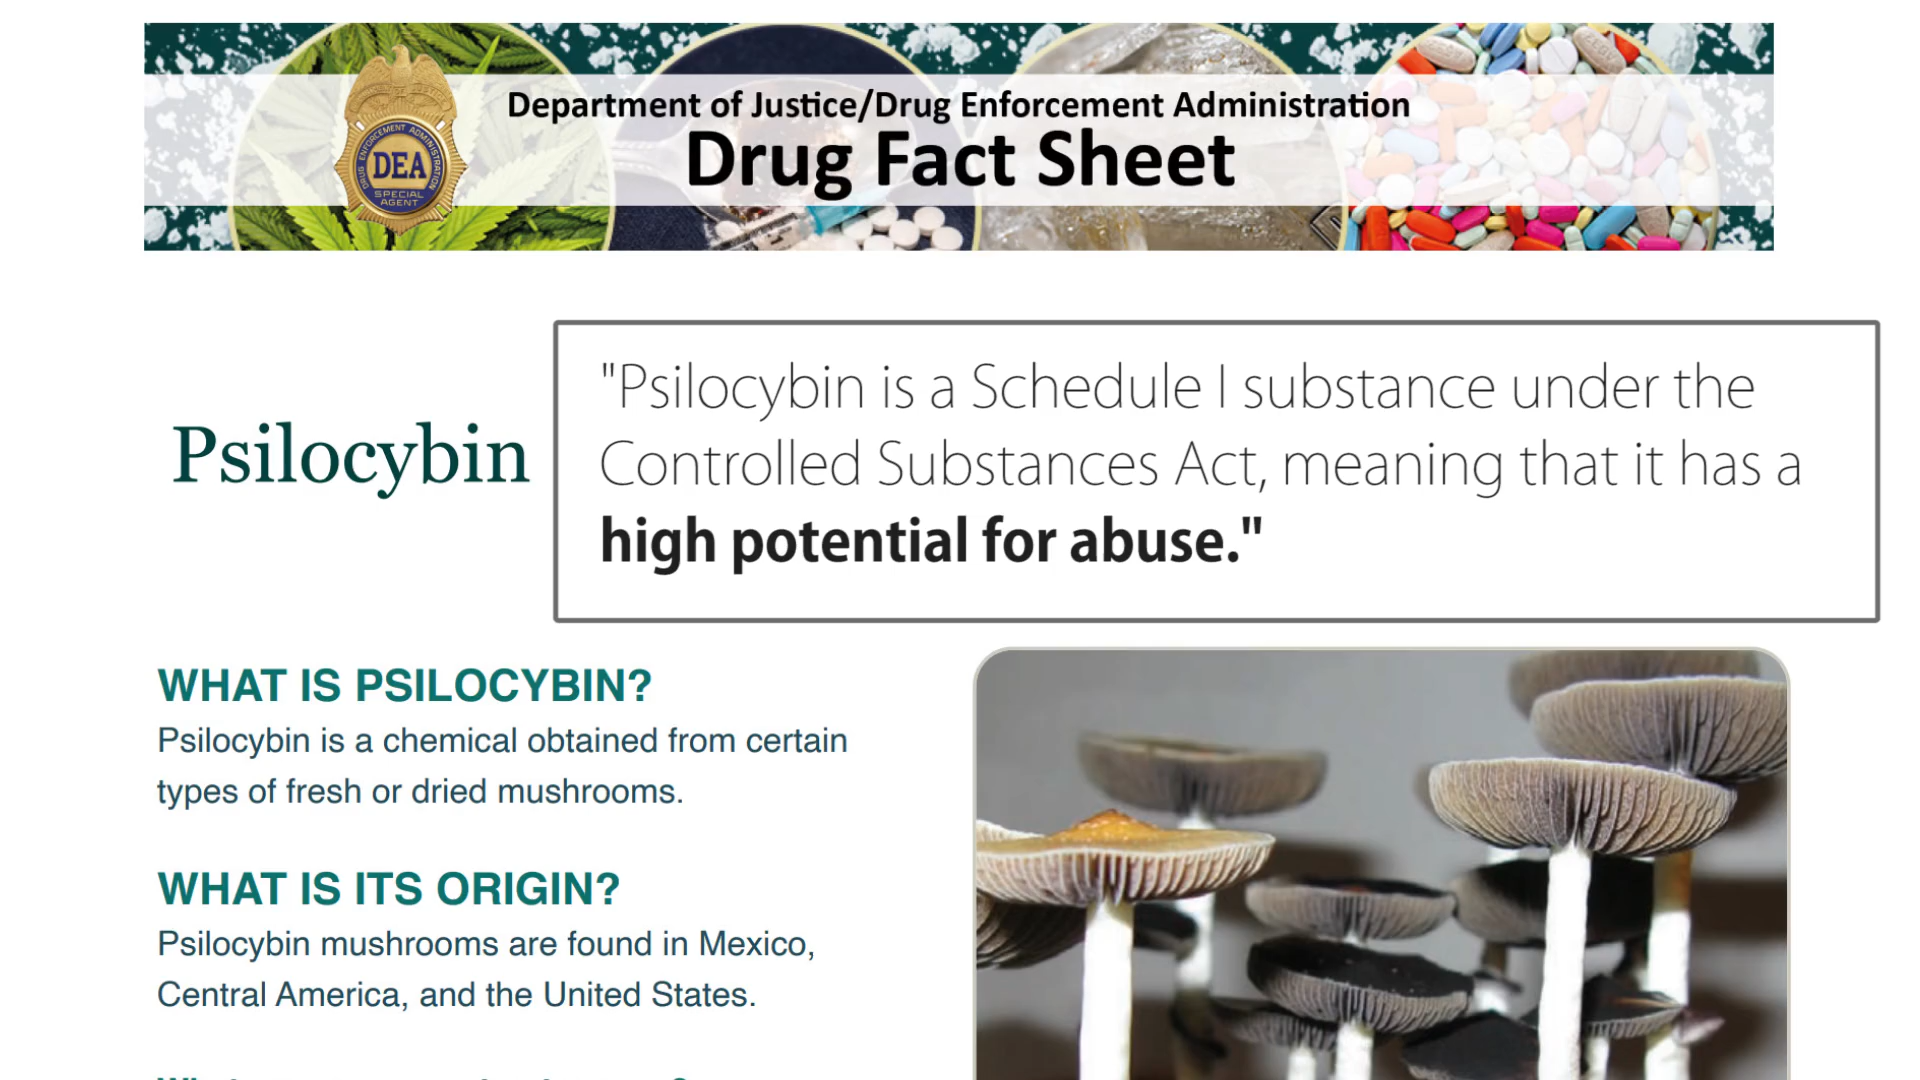 Department of Justice/Drug Enforcement Administration
Drug Fact Sheet
DRUG ENFORCEMENT ADMINISTRATION
DEA
SPECIAL
AGENT
Psilocybin
"Psilocybin is a Schedule I substance under the
Controlled Substances Act, meaning that it has a
high potential for abuse."
WHAT IS PSILOCYBIN?
Psilocybin is a chemical obtained from certain
types of fresh or dried mushrooms.
WHAT IS ITS ORIGIN?
Psilocybin mushrooms are found in Mexico,
Central America, and the United States.